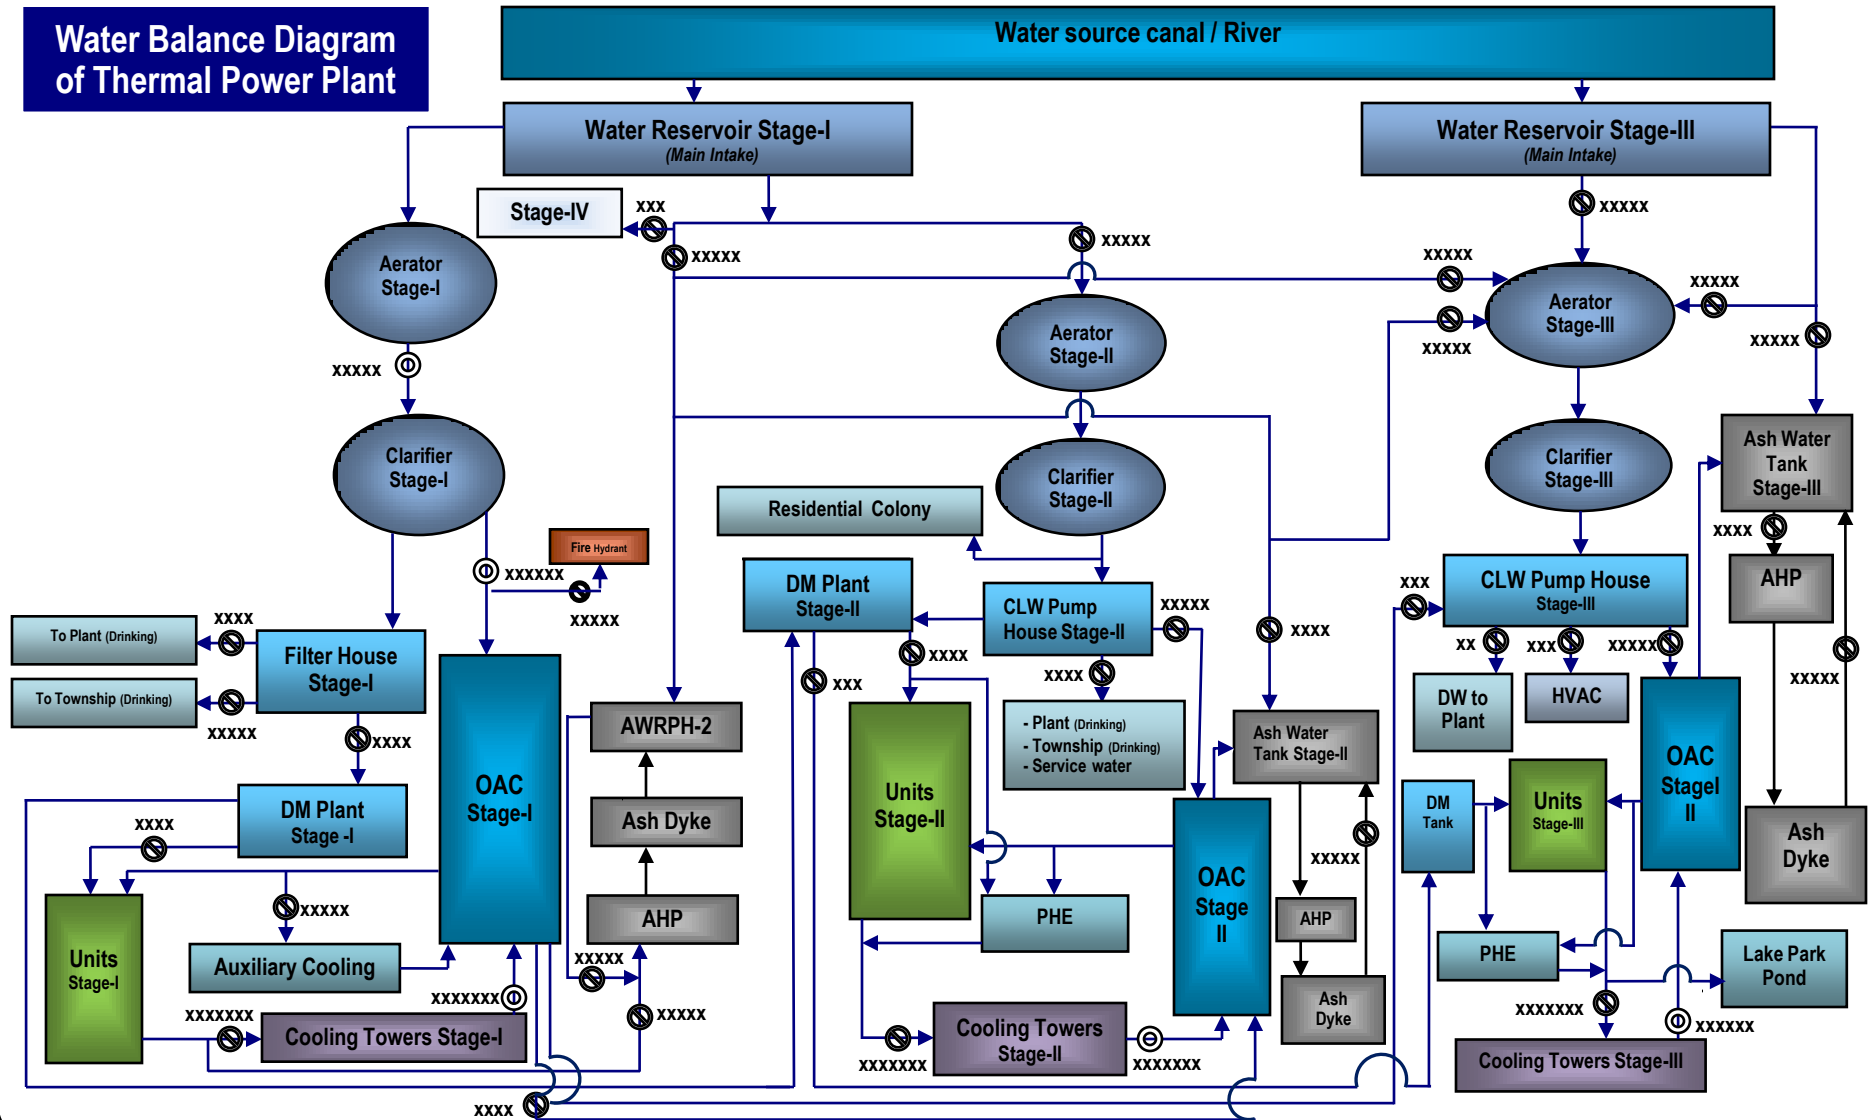 Water Balance Diagram
of Thermal Power Plant
Water source canal / River
Water Reservoir Stage-I
(Main Intake)
Water Reservoir Stage-III
(Main Intake)
Stage-IV
xxx
xxxxx
xxxxx
xxxxx
xxxxx
xxxxx
xxxxx
xxxxx
Aerator
Stage-I
Aerator
Stage-II
Aerator
Stage-III
xxxxx
Clarifier
Stage-I
Clarifier
Stage-II
Clarifier
Stage-III
Ash Water
Tank
Stage-III
xxxx
AHP
xxxxx
Ash
Dyke
Residential  Colony
Fire Hydrant
xxxxxx
xxxxx
DM Plant
Stage-II
CLW Pump
House Stage-II
xxxxx
xxxx
xxxx
xxx
xxxx
CLW Pump House
Stage-III
xxx
xx
xxx
xxxxx
To Plant (Drinking)
xxxx
To Township (Drinking)
xxxxx
Filter House
Stage-I
xxxx
DW to
Plant
HVAC
OAC
Stagel
II
AWRPH-2
- Plant (Drinking)
- Township (Drinking)
- Service water
Ash Water
Tank Stage-II
OAC
Stage-I
Units
Stage-II
DM Plant
Stage -I
xxxx
Ash Dyke
DM
Tank
Units
Stage-III
xxxxx
xxxxx
AHP
PHE
OAC
Stage
II
AHP
Ash
Dyke
PHE
Lake Park
Pond
Units
Stage-I
Auxiliary Cooling
xxxxx
xxxxxxx
xxxxxxx
Cooling Towers Stage-I
xxxxx
xxxxxxx
Cooling Towers
Stage-II
xxxxxxx
xxxxxxx
xxxxxx
Cooling Towers Stage-III
xxxx